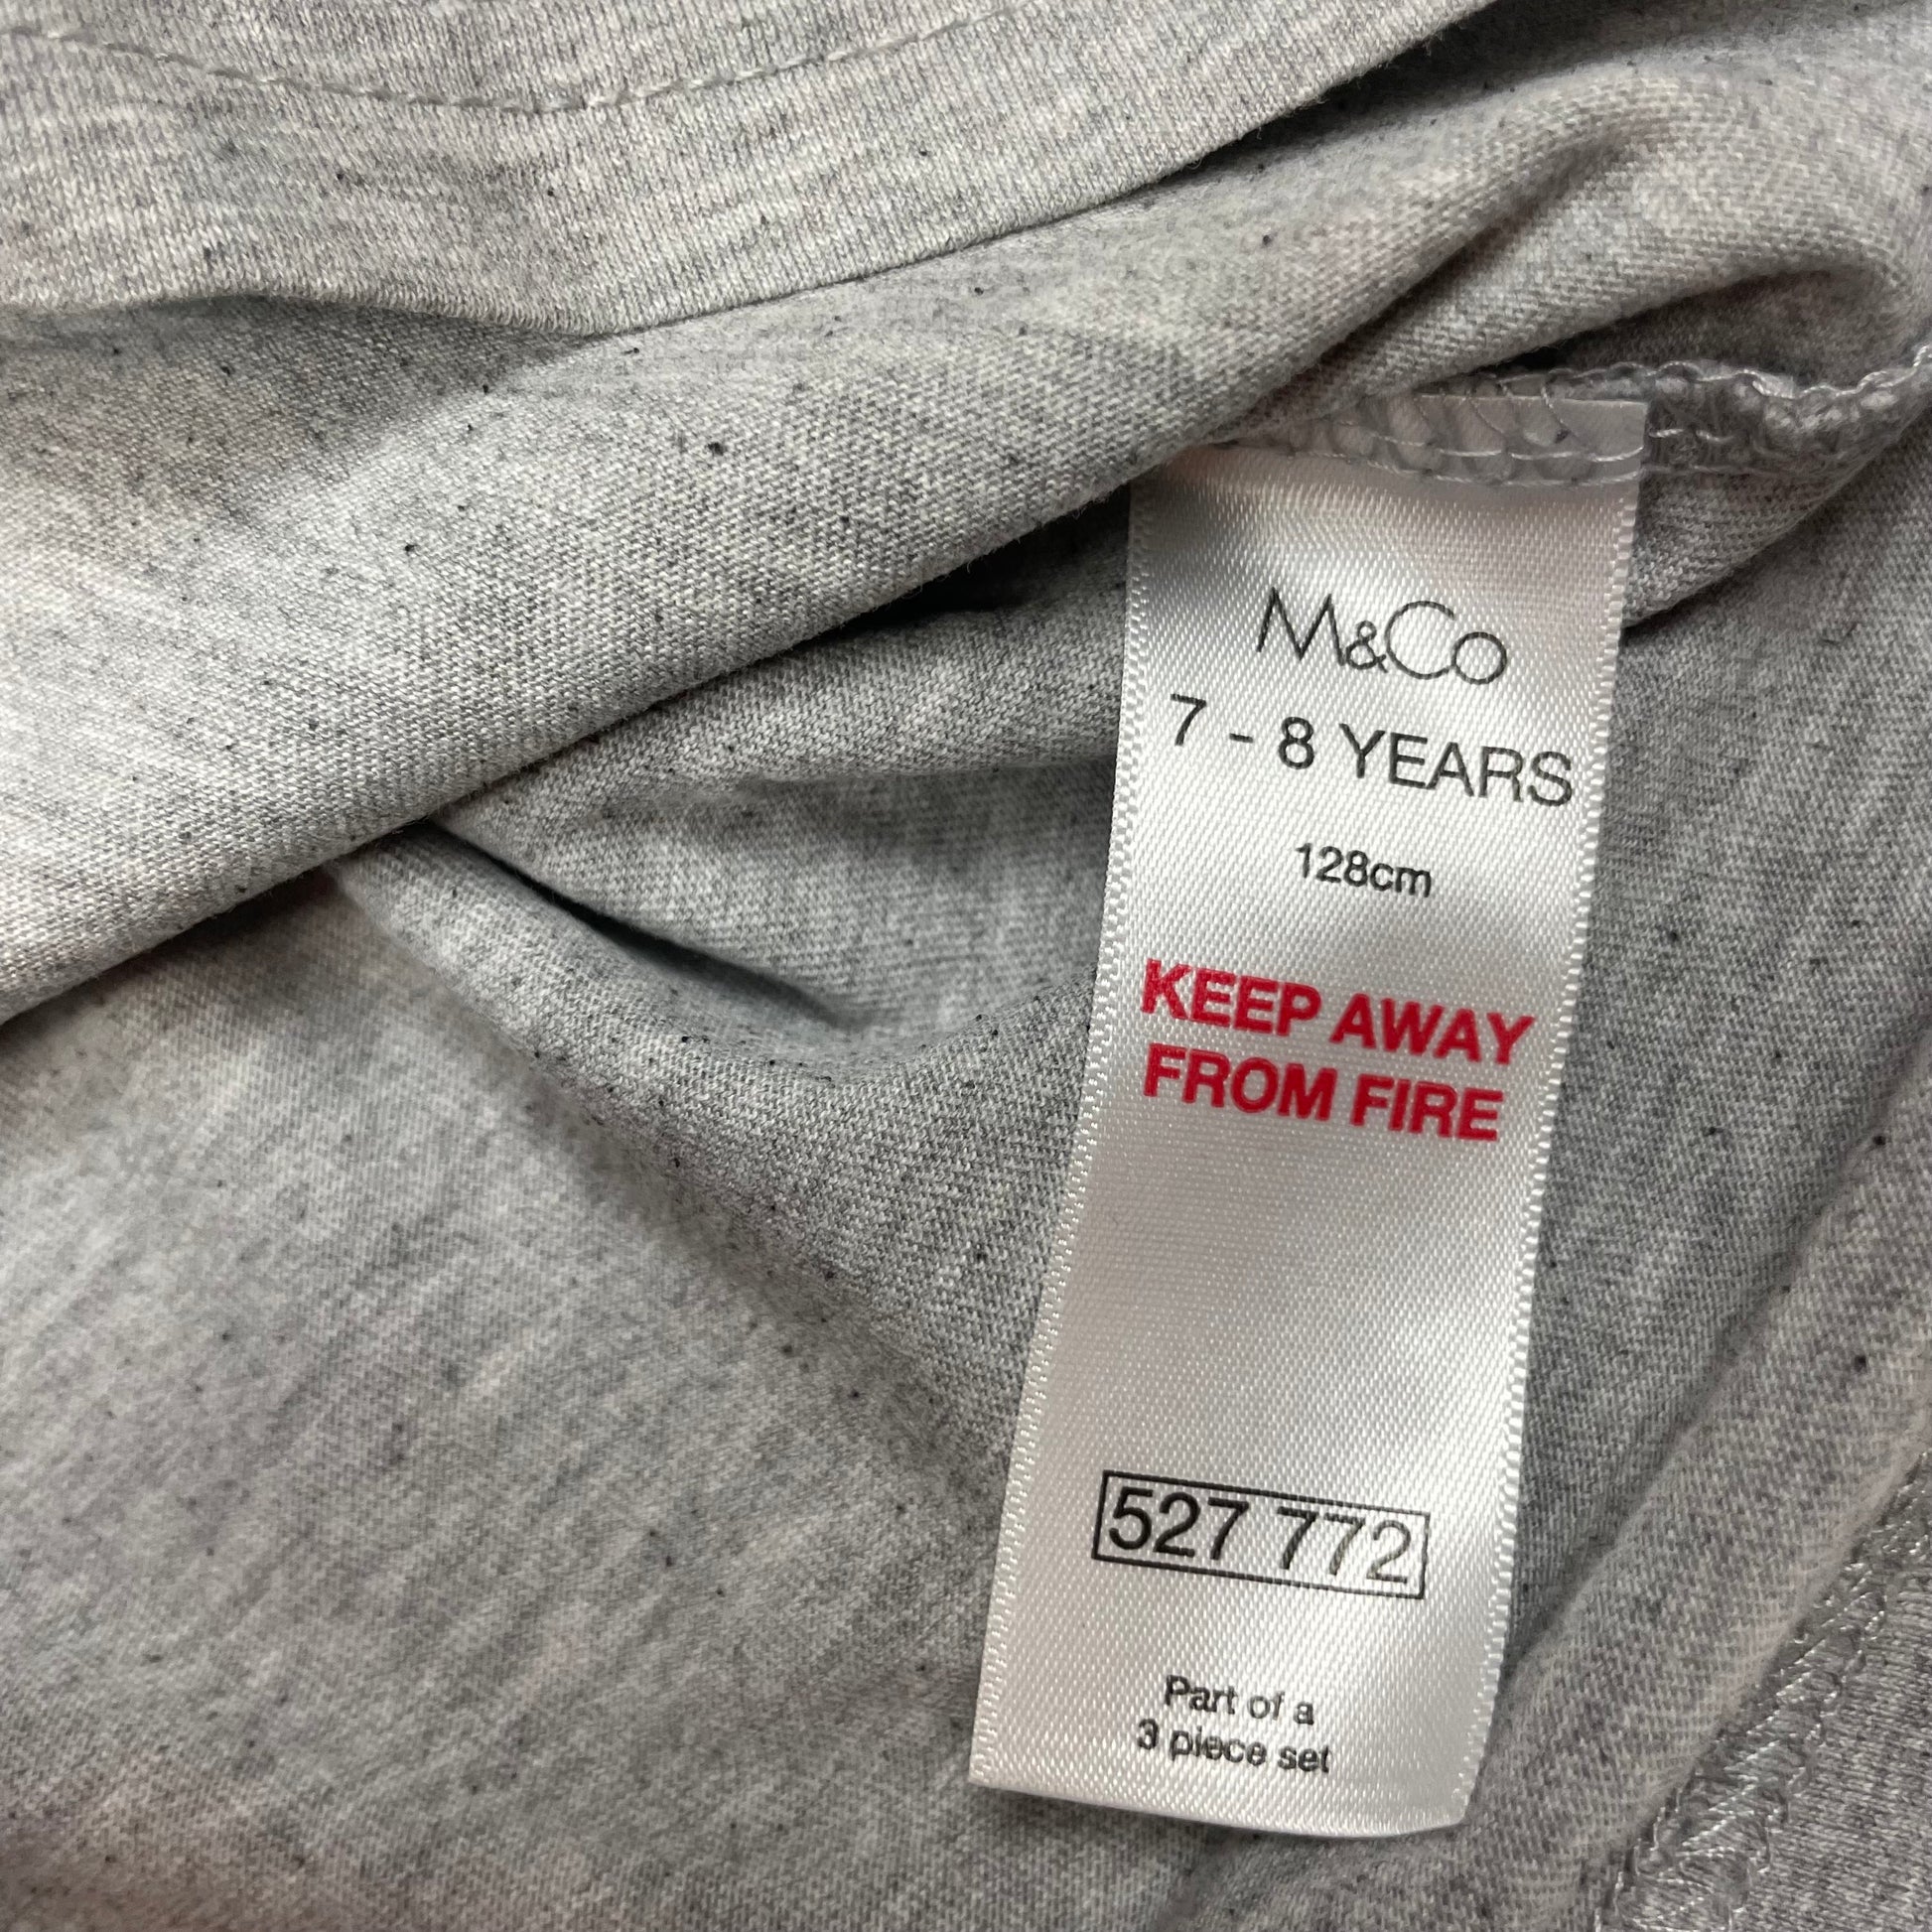 M&Co
7 - 8 YEARS
128cm
KEEP AWAY
FROM FIRE
527 772
Part of a
3 piece set